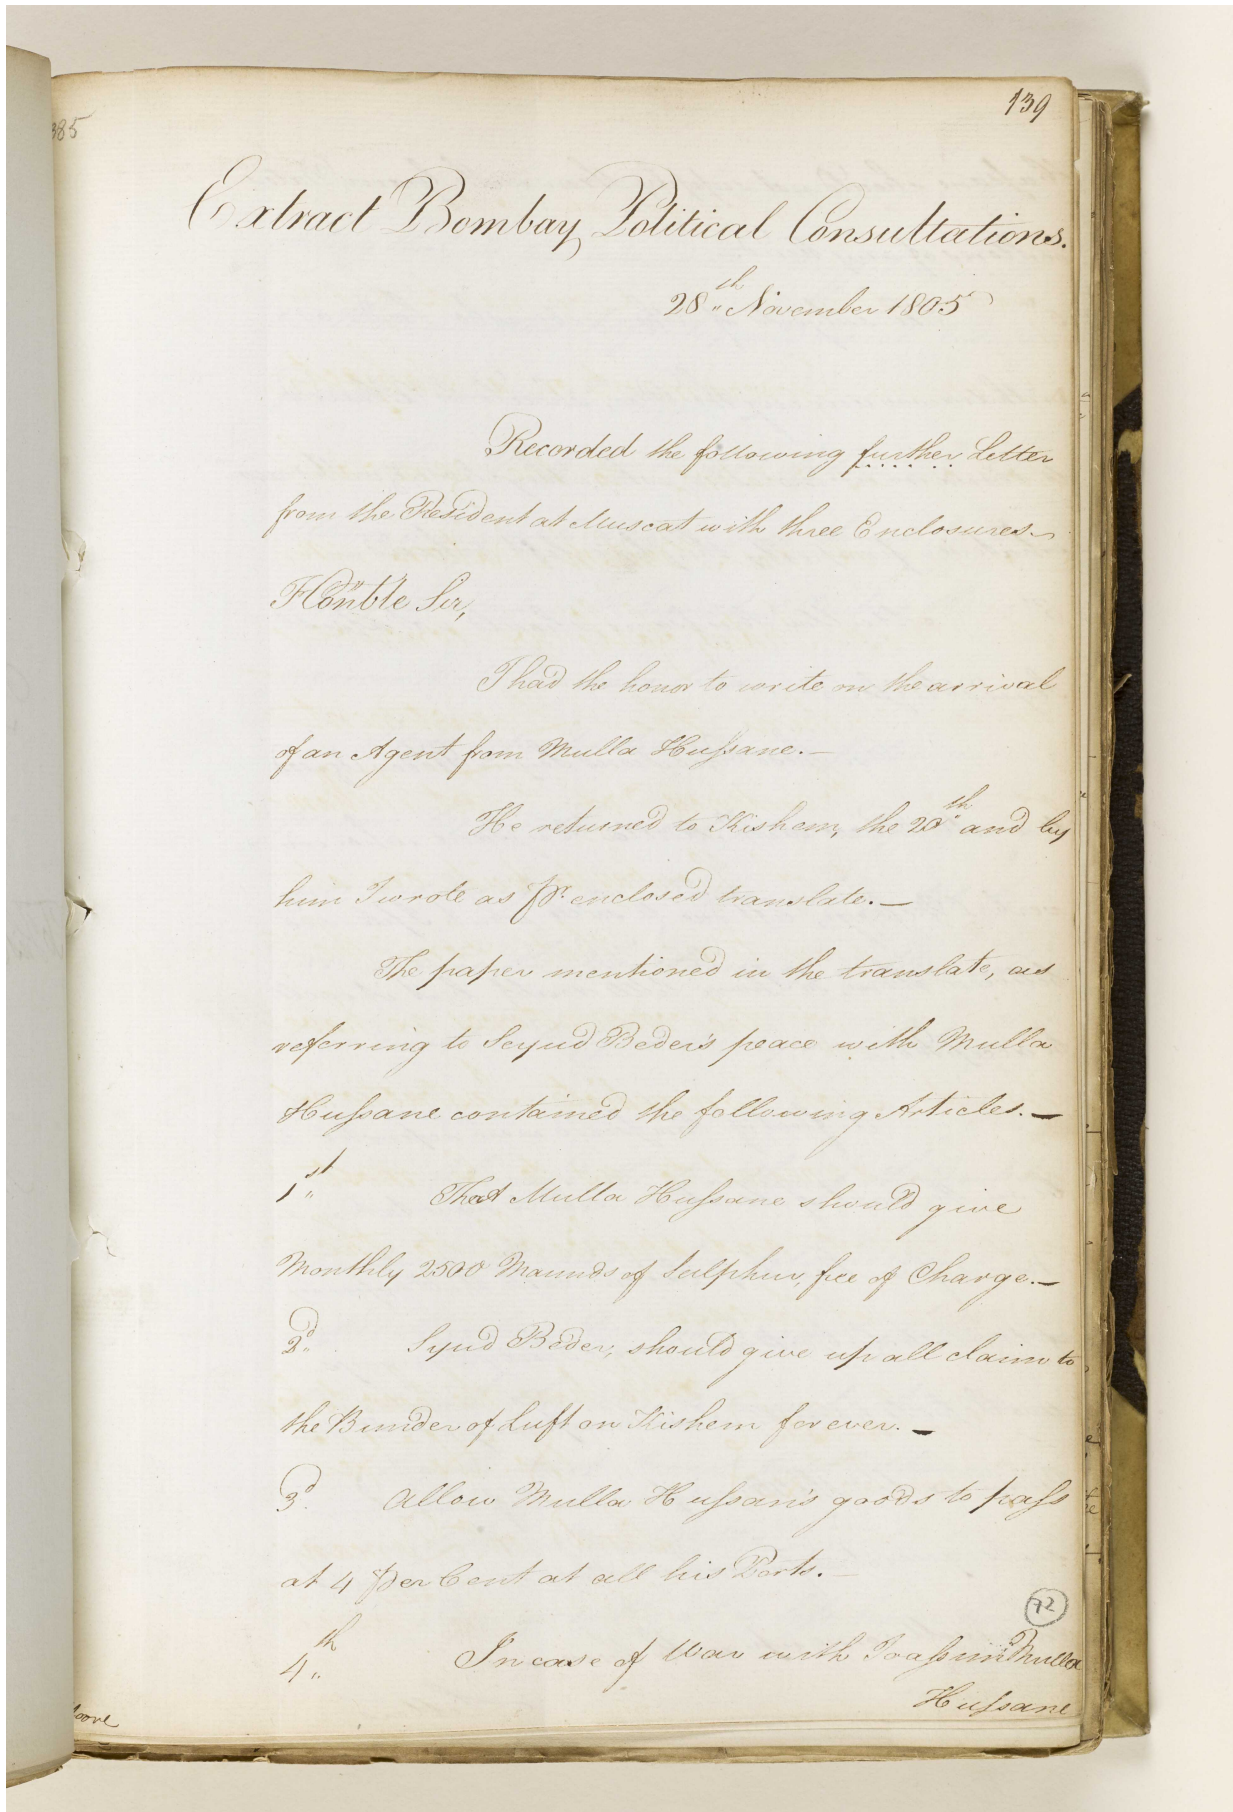 139
385
Extract Bombay Political Consultations.
28th November 1805
Recorded the following further Letter
from the Resident at Muscat with three Enclosures.
Honble Sir,
I had the honor to write on the arrival
of an Agent from Mulla Hussane.—
He returned to Kishem, the 20th and by
him I wrote as pr. enclosed translate.—
The paper mentioned in the translate, as
referring to Seyud Beder's peace with Mulla
Hussane contained the following Articles.—
1st That Mulla Hussane should give
Monthly 2500 Maunds of Sulphur, free of Charge.—
2d. Syud Beder, should give up all claim to
the Bunder of Luft on Kishem for ever.—
3d. Allow Mulla Hussan's goods to pass
at 4 per Cent at all his Ports.—
72
4th In case of War with Joassim Mulla
Hussane